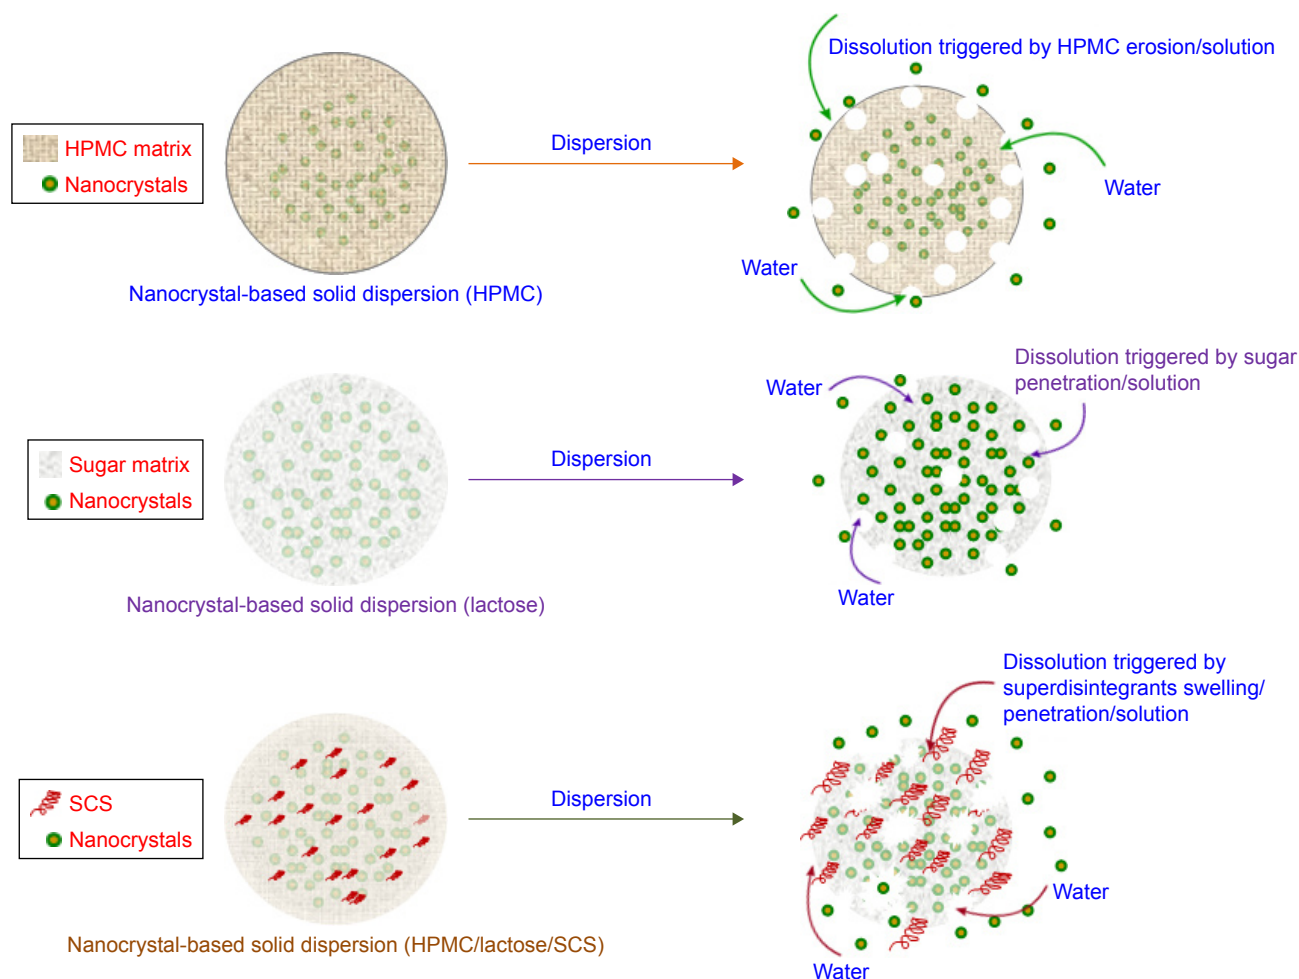 Dissolution triggered by HPMC erosion/solution
HPMC matrix
Nanocrystals
Dispersion
Water
Water
Nanocrystal-based solid dispersion (HPMC)
Dissolution triggered by sugar
penetration/solution
Water
Sugar matrix
Nanocrystals
Dispersion
Water
Nanocrystal-based solid dispersion (lactose)
Dissolution triggered by
superdisintegrants swelling/
penetration/solution
SCS
Nanocrystals
Dispersion
Water
Nanocrystal-based solid dispersion (HPMC/lactose/SCS)
Water